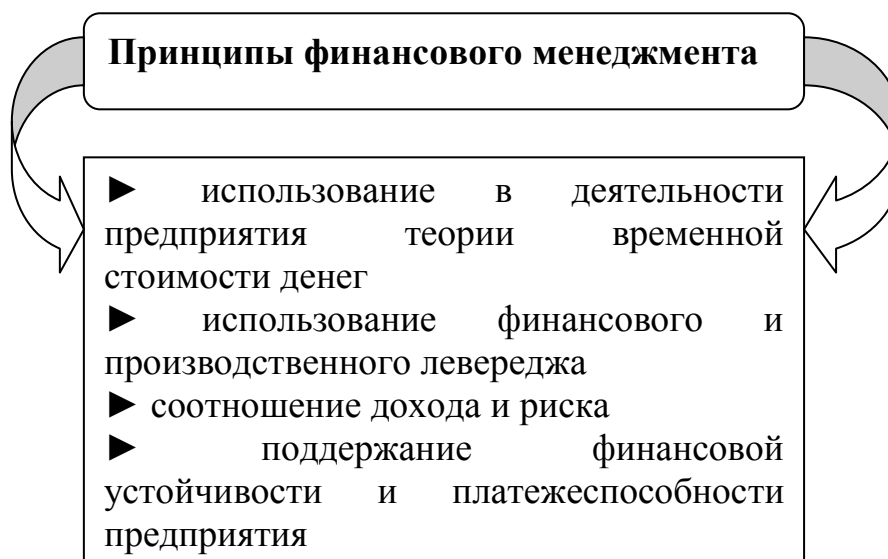 Принципы финансового менеджмента
► использование в деятельности
предприятия теории временной
стоимости денег
► использование финансового и
производственного левереджа
► соотношение дохода и риска
► поддержание финансовой
устойчивости и платежеспособности
предприятия